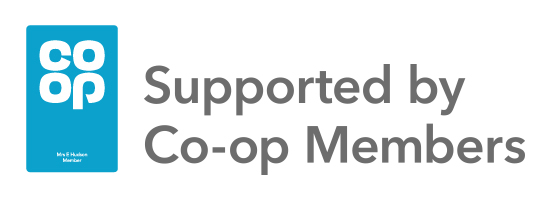 co
op
Mrs E Hudson
Member
Supported by
Co-op Members